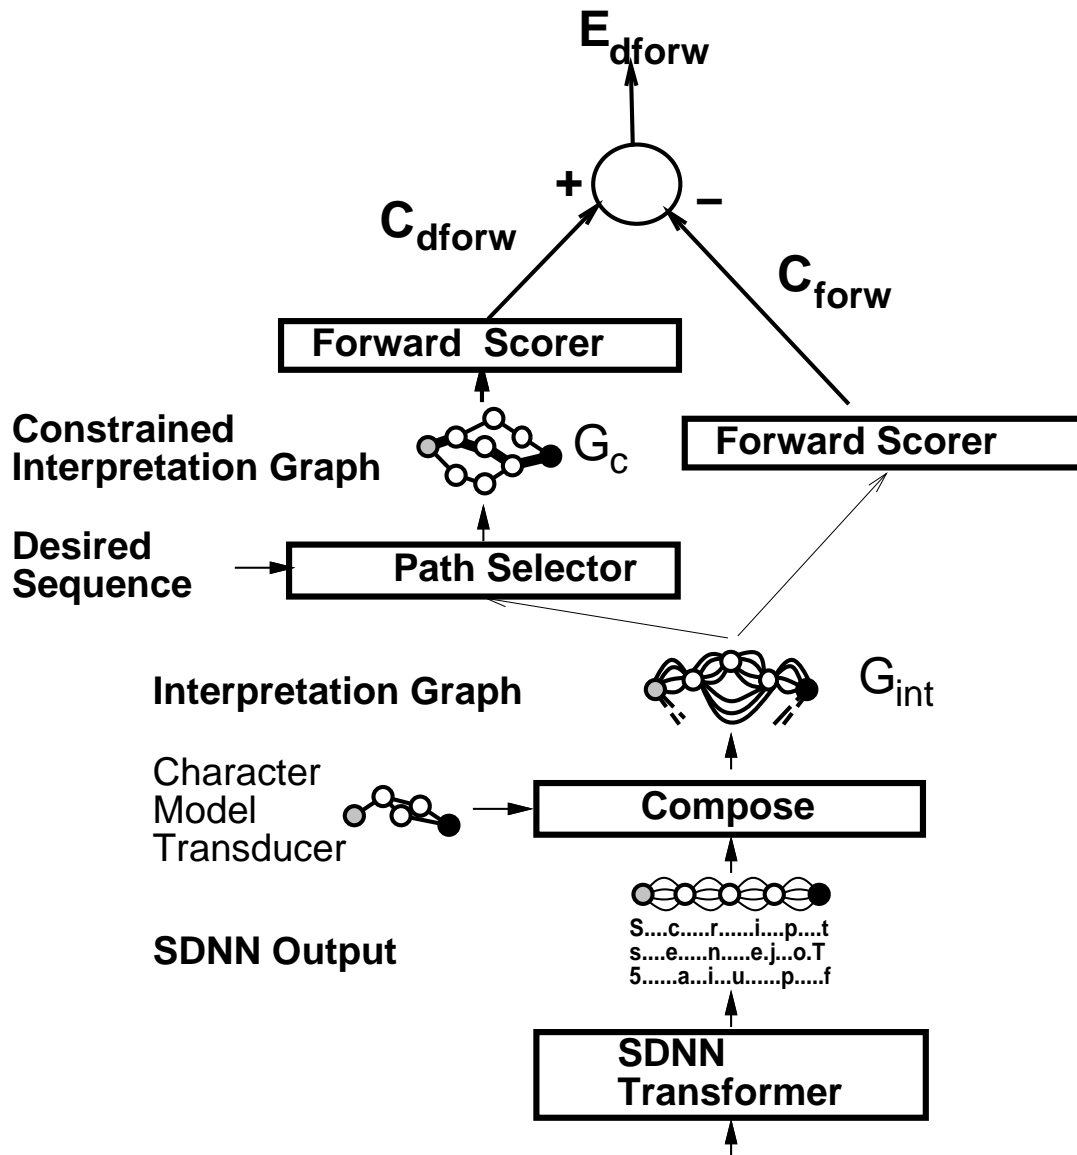 E_dforw
+
−
C_dforw
C_forw
Forward Scorer
Constrained
Interpretation Graph
G_c
Forward Scorer
Desired
Sequence
Path Selector
Interpretation Graph
G_int
Character
Model
Transducer
Compose
SDNN Output
S....c.....r......i....p....t
s....e.....n.....e.j...o.T
5......a...i...u......p.....f
SDNN
Transformer